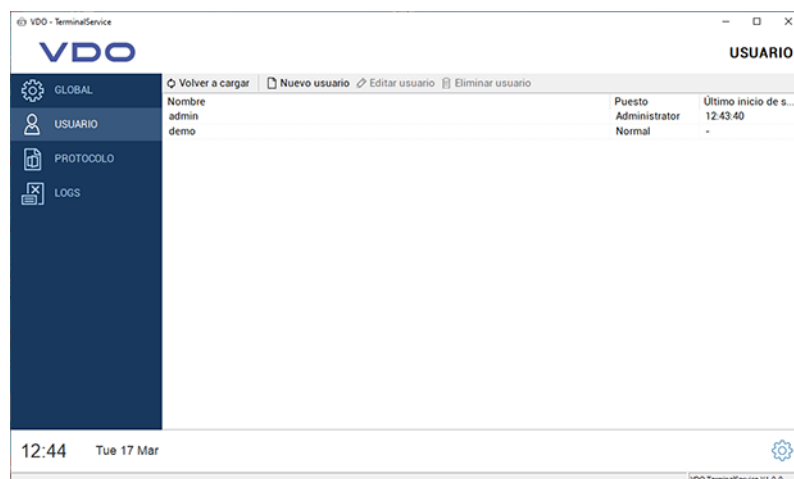 VDO - TerminalService
VDO
USUARIO
GLOBAL
USUARIO
PROTOCOLO
LOGS
Volver a cargar Nuevo usuario Editar usuario Eliminar usuario
Nombre Puesto Último inicio de s...
admin Administrator 12:43:40
demo Normal -
12:44 Tue 17 Mar